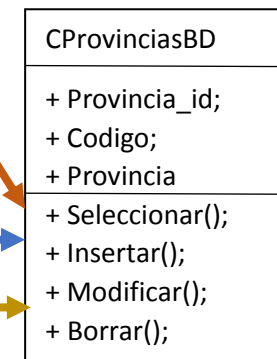 CProvinciasBD
+ Provincia_id;
+ Codigo;
+ Provincia
+ Seleccionar();
+ Insertar();
+ Modificar();
+ Borrar();